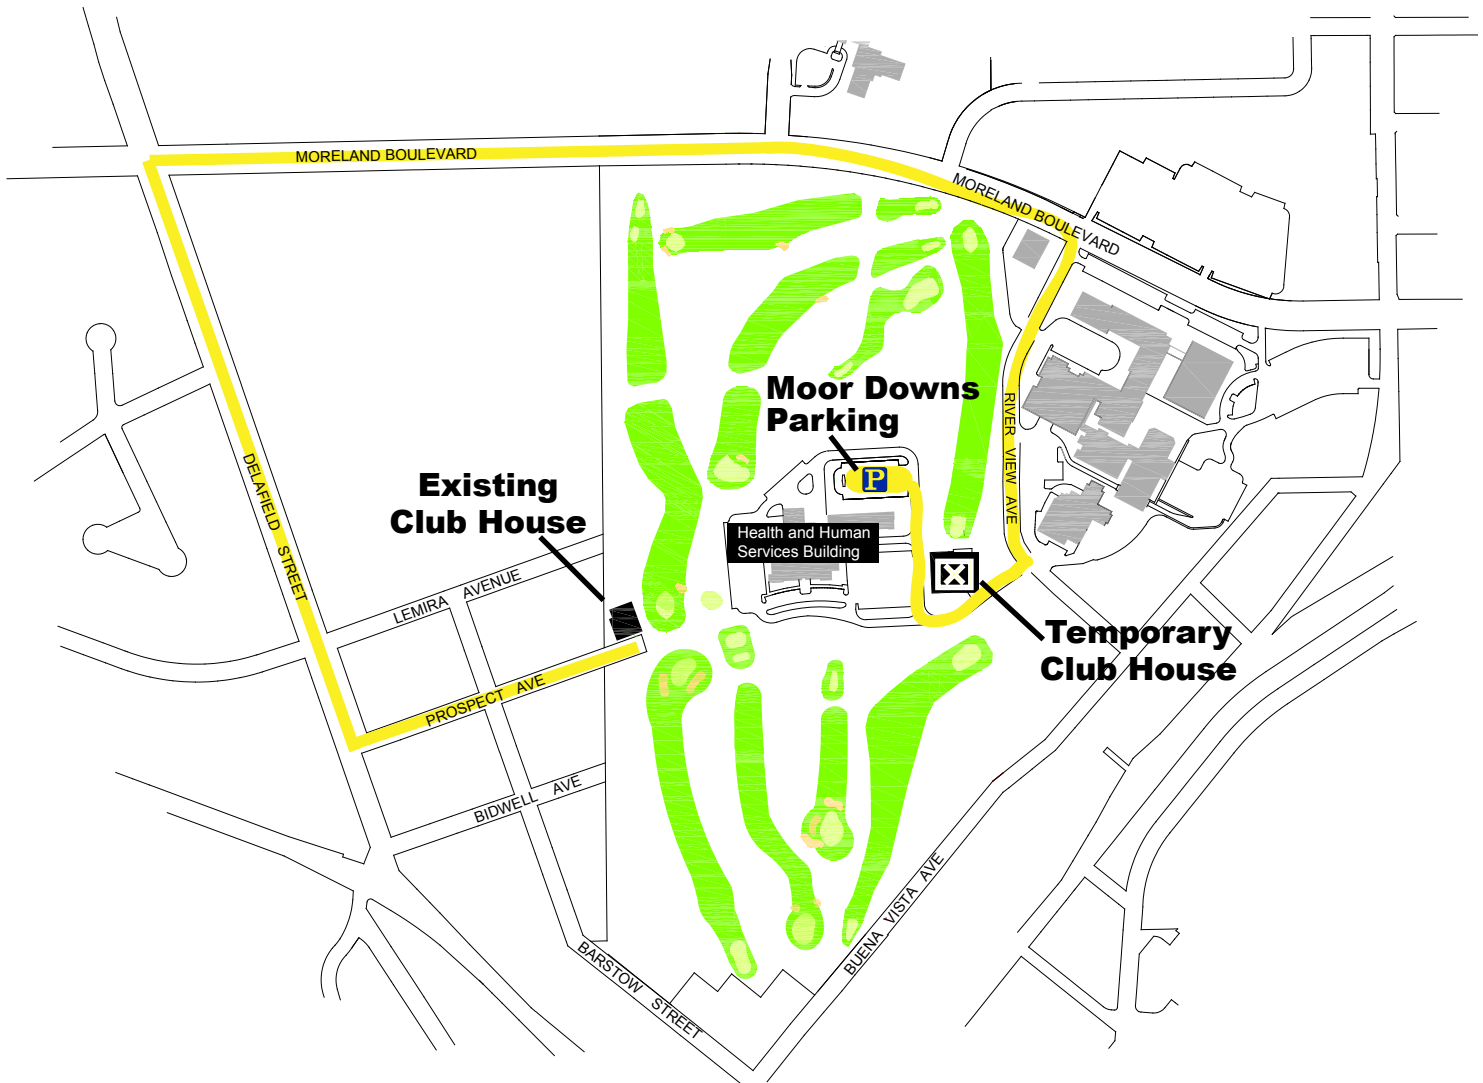 MORELAND BOULEVARD
MORELAND BOULEVARD
Moor Downs
Parking
RIVER VIEW AVE
P
DELAFIELD STREET
Existing
Club House
Health and Human
Services Building
LEMIRA AVENUE
Temporary
Club House
PROSPECT AVE
BIDWELL AVE
BUENA VISTA AVE
BARSTOW STREET